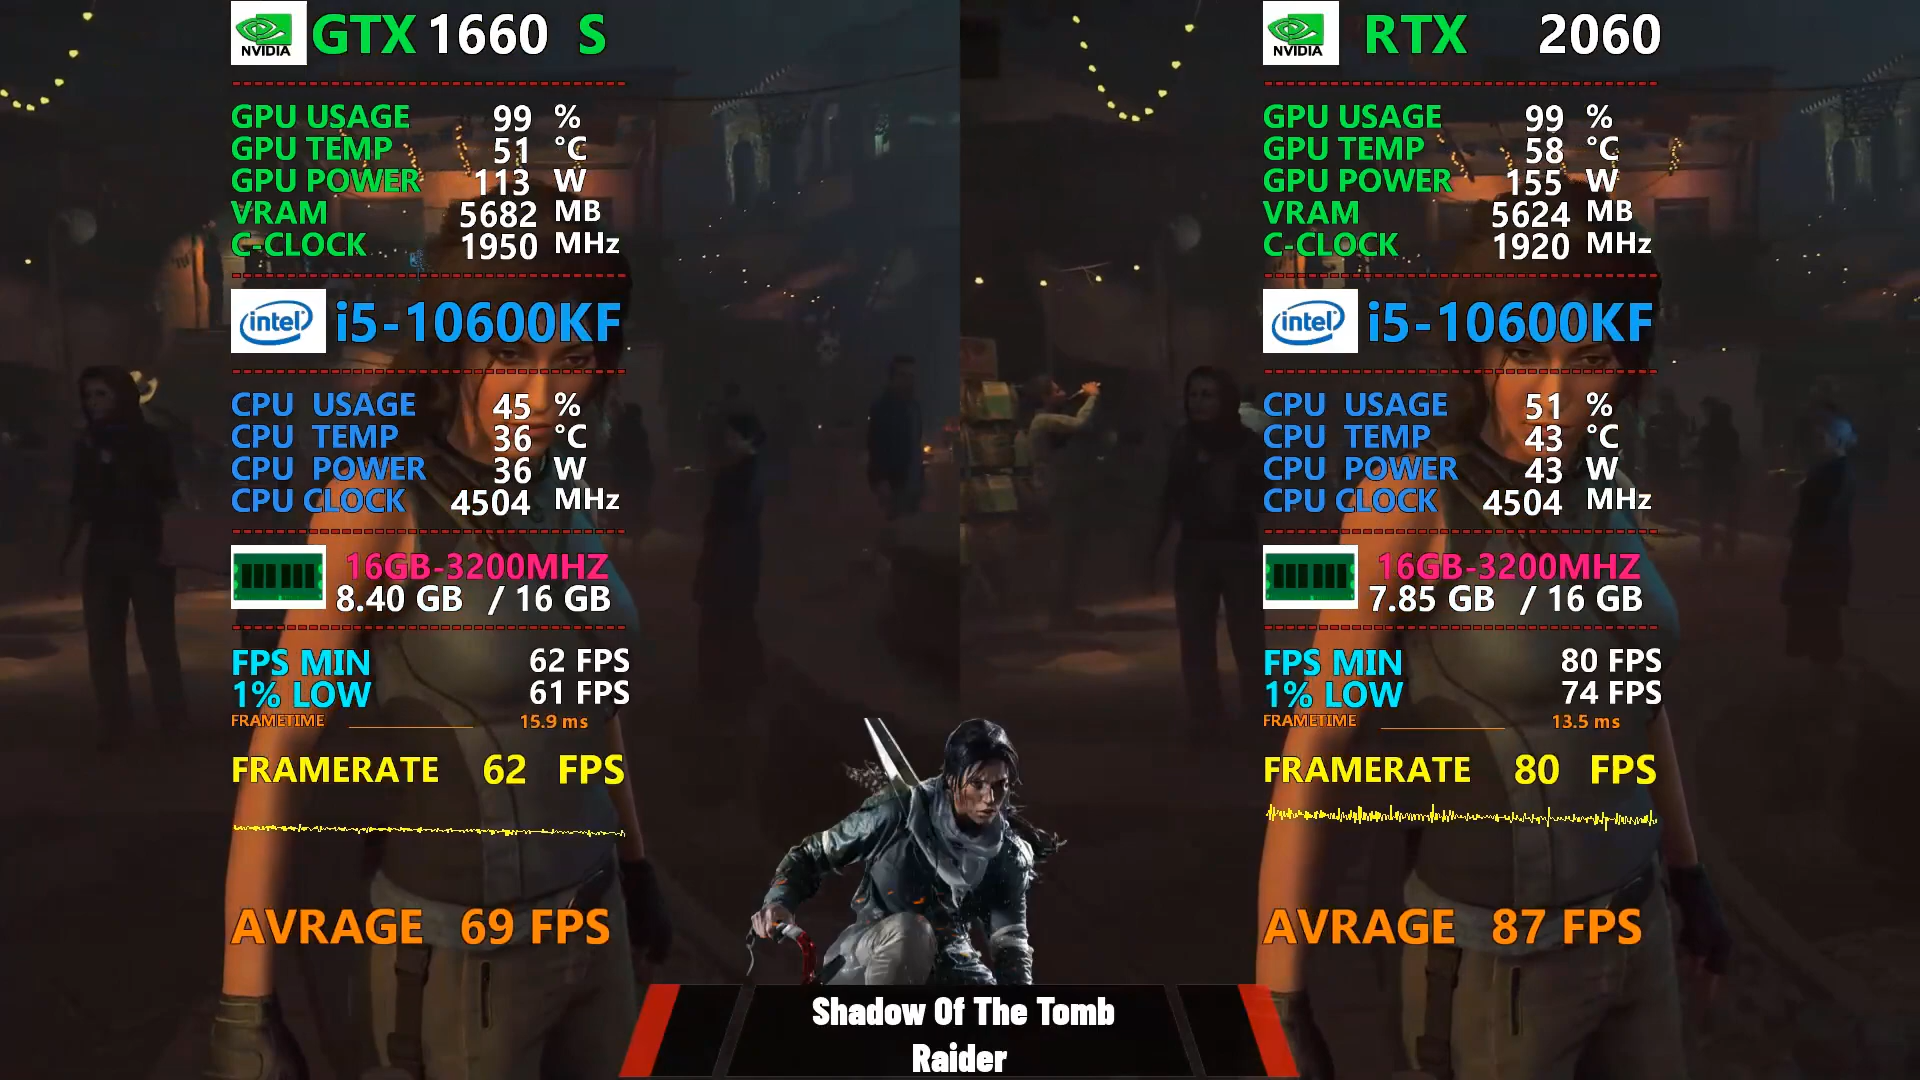 NVIDIA GTX 1660 S
GPU USAGE 99 %
GPU TEMP 51 °C
GPU POWER 113 W
VRAM 5682 MB
C-CLOCK 1950 MHz
intel i5-10600KF
CPU USAGE 45 %
CPU TEMP 36 °C
CPU POWER 36 W
CPU CLOCK 4504 MHz
16GB-3200MHZ
8.40 GB / 16 GB
FPS MIN 62 FPS
1% LOW 61 FPS
FRAMETIME 15.9 ms
FRAMERATE 62 FPS
AVRAGE 69 FPS
NVIDIA RTX 2060
GPU USAGE 99 %
GPU TEMP 58 °C
GPU POWER 155 W
VRAM 5624 MB
C-CLOCK 1920 MHz
intel i5-10600KF
CPU USAGE 51 %
CPU TEMP 43 °C
CPU POWER 43 W
CPU CLOCK 4504 MHz
16GB-3200MHZ
7.85 GB / 16 GB
FPS MIN 80 FPS
1% LOW 74 FPS
FRAMETIME 13.5 ms
FRAMERATE 80 FPS
AVRAGE 87 FPS
Shadow Of The Tomb
Raider